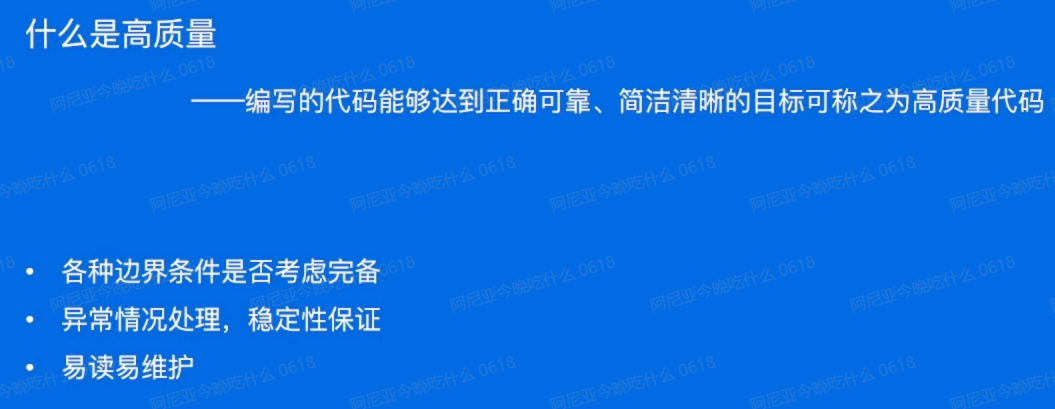 什么是高质量
——编写的代码能够达到正确可靠、简洁清晰的目标可称之为高质量代码
• 各种边界条件是否考虑完备
• 异常情况处理，稳定性保证
• 易读易维护
阿尼亚今晚吃什么 0618